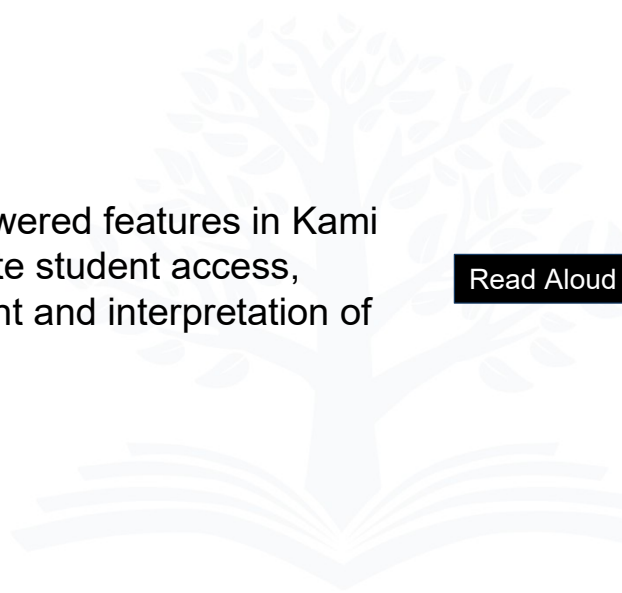 wered features in Kami
te student access,
nt and interpretation of
Read Aloud